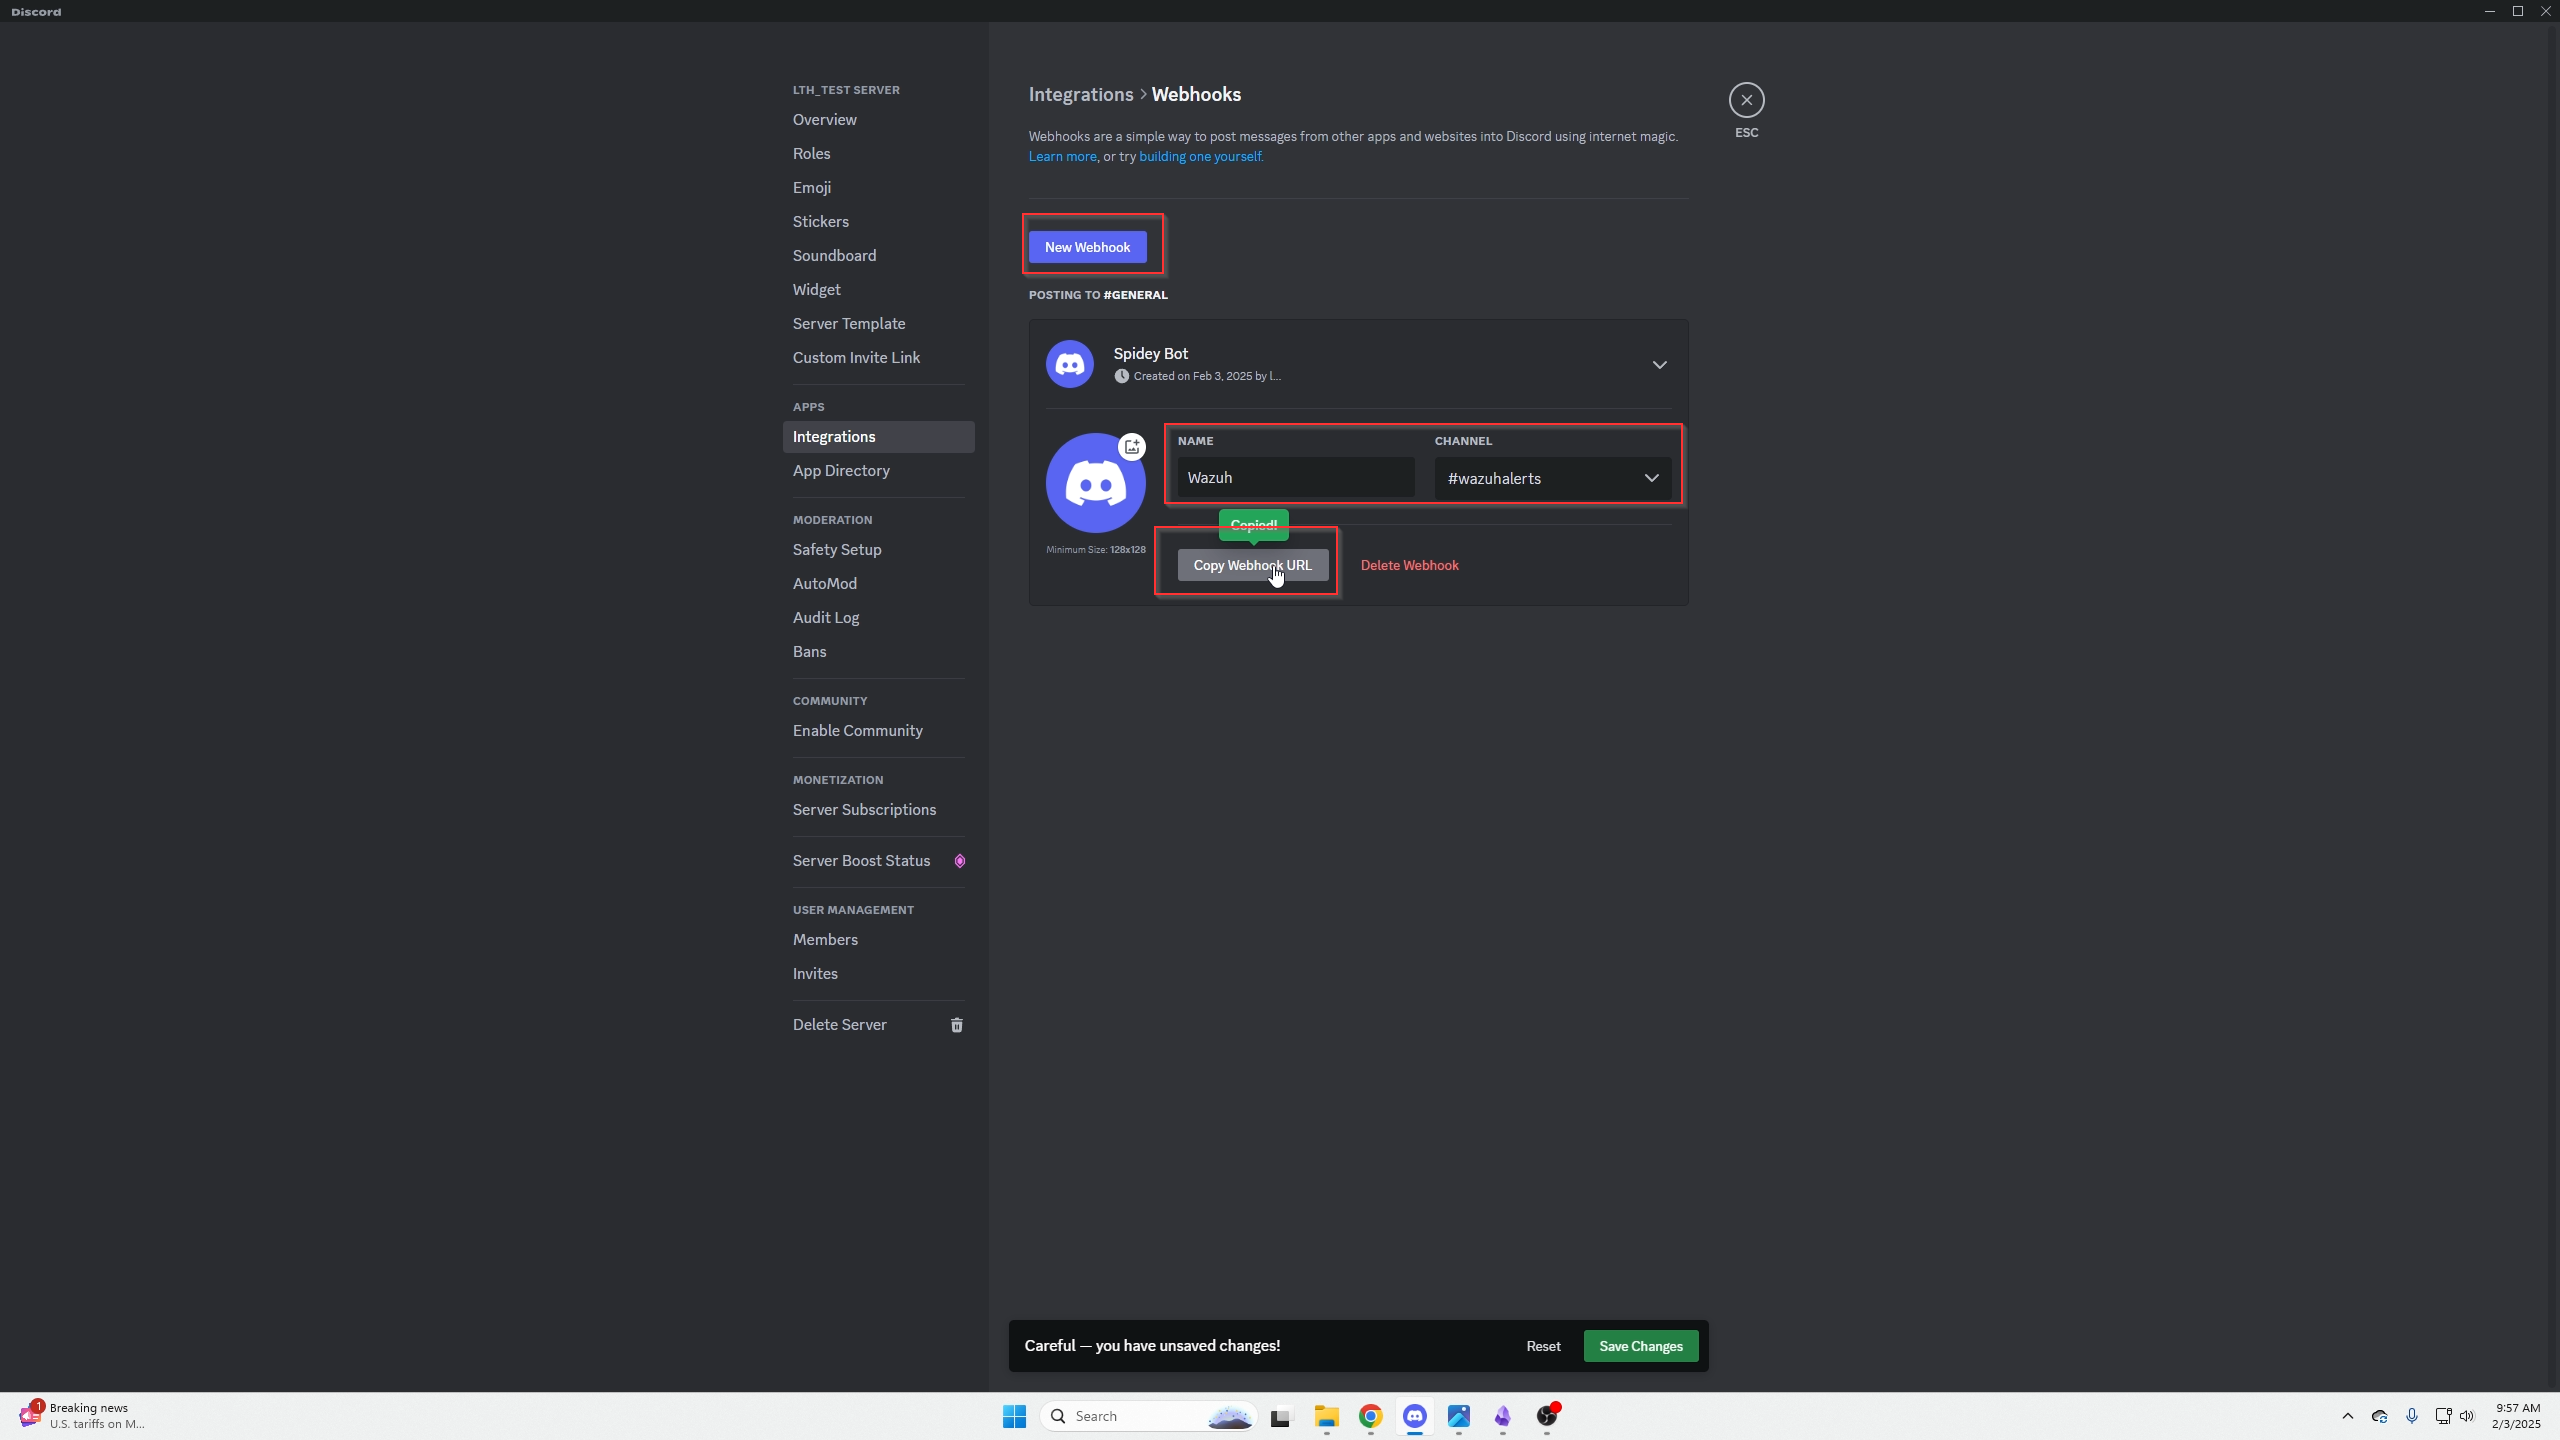 Discord
LTH_TEST SERVER
Overview
Roles
Emoji
Stickers
Soundboard
Widget
Server Template
Custom Invite Link
APPS
Integrations
App Directory
MODERATION
Safety Setup
AutoMod
Audit Log
Bans
COMMUNITY
Enable Community
MONETIZATION
Server Subscriptions
Server Boost Status
USER MANAGEMENT
Members
Invites
Delete Server
Integrations > Webhooks
Webhooks are a simple way to post messages from other apps and websites into Discord using internet magic.
Learn more, or try building one yourself.
ESC
New Webhook
POSTING TO #GENERAL
Spidey Bot
Created on Feb 3, 2025 by l...
NAME
CHANNEL
Wazuh
#wazuhalerts
Copied!
Minimum Size: 128x128
Copy Webhook URL
Delete Webhook
Careful — you have unsaved changes!
Reset
Save Changes
1
Breaking news
U.S. tariffs on M...
Search
9:57 AM
2/3/2025